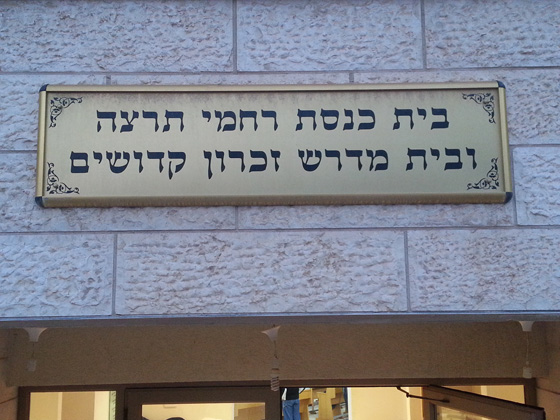 בית כנסת רחמי תרצה
ובית מדרש זכרון קדושים